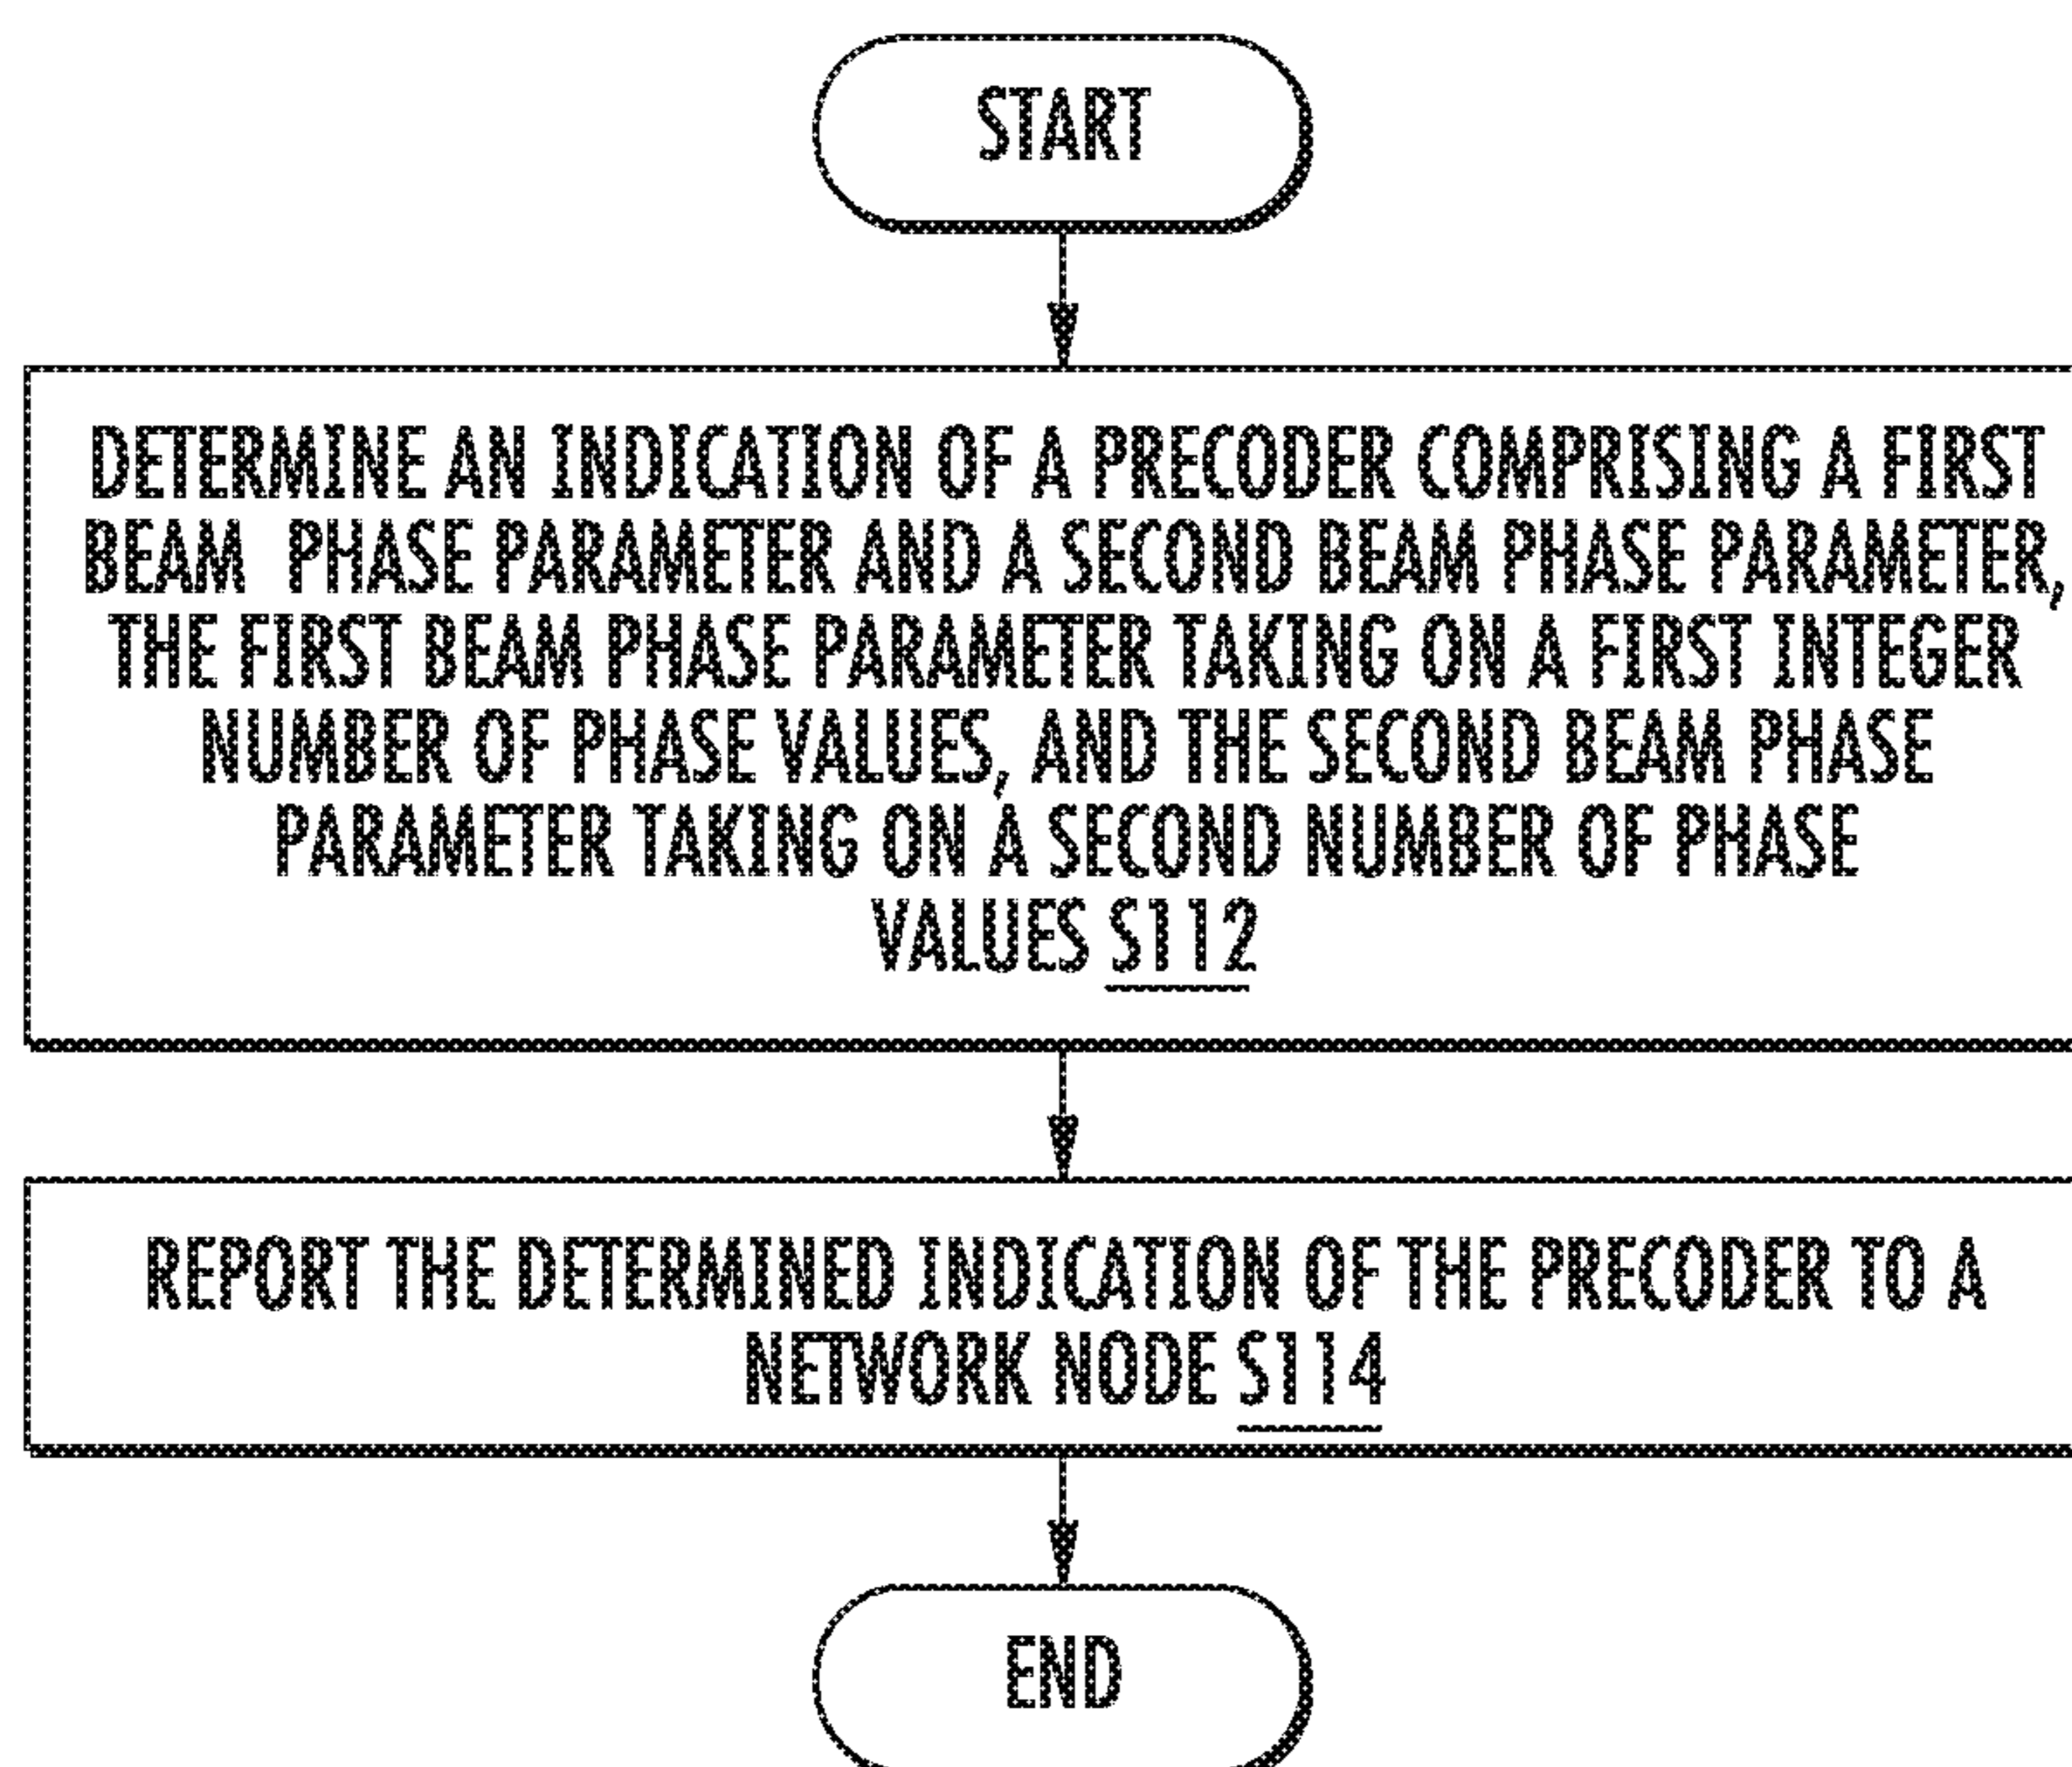 START
DETERMINE AN INDICATION OF A PRECODER COMPRISING A FIRST
BEAM PHASE PARAMETER AND A SECOND BEAM PHASE PARAMETER,
THE FIRST BEAM PHASE PARAMETER TAKING ON A FIRST INTEGER
NUMBER OF PHASE VALUES, AND THE SECOND BEAM PHASE
PARAMETER TAKING ON A SECOND NUMBER OF PHASE
VALUES S112
REPORT THE DETERMINED INDICATION OF THE PRECODER TO A
NETWORK NODE S114
END